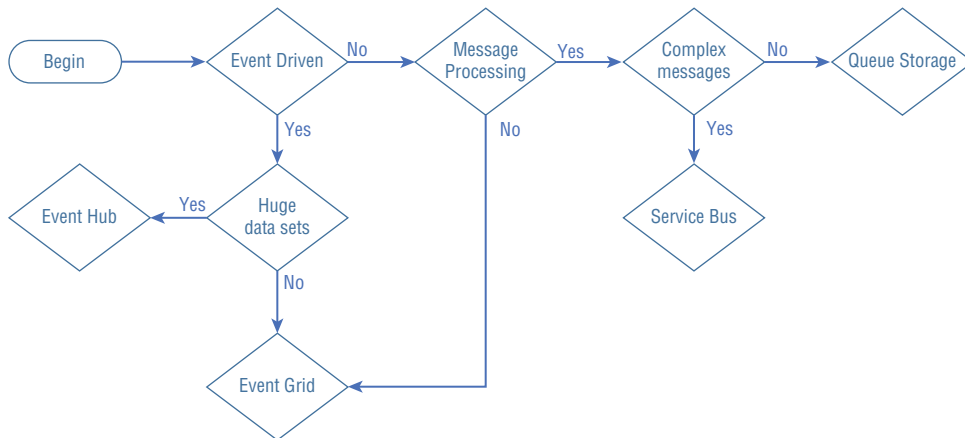 Begin
Event Driven
No
Message
Processing
Yes
Complex
messages
No
Queue Storage
Yes
No
Yes
Event Hub
Yes
Huge
data sets
Service Bus
No
Event Grid